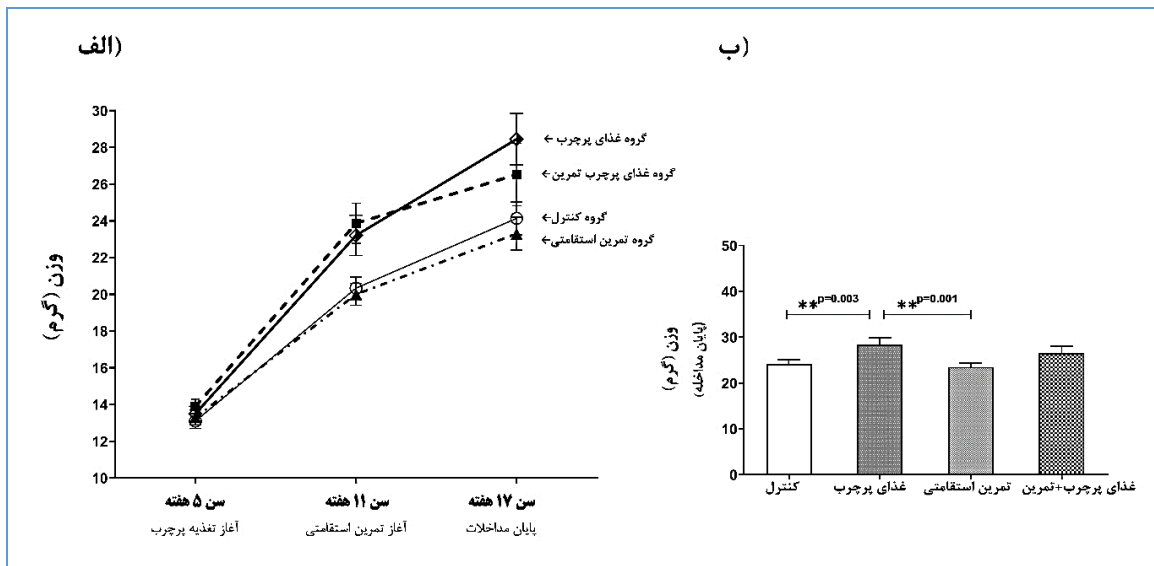 الف)
وزن (گرم)
30
28
26
24
22
20
18
16
14
12
10
گروه غذای پرچرب←
گروه غذای پرچرب تمرین←
گروه کنترل←
گروه تمرین استقامتی←
سن ۵ هفته
آغاز تغذیه پرچرب
سن ۱۱ هفته
آغاز تمرین استقامتی
سن ۱۷ هفته
پایان مداخلات
ب)
وزن (گرم)
(پایان مداخله)
50
40
30
20
10
0
**p=0.003
**p=0.001
کنترل
غذای پرچرب
تمرین استقامتی
غذای پرچرب+تمرین